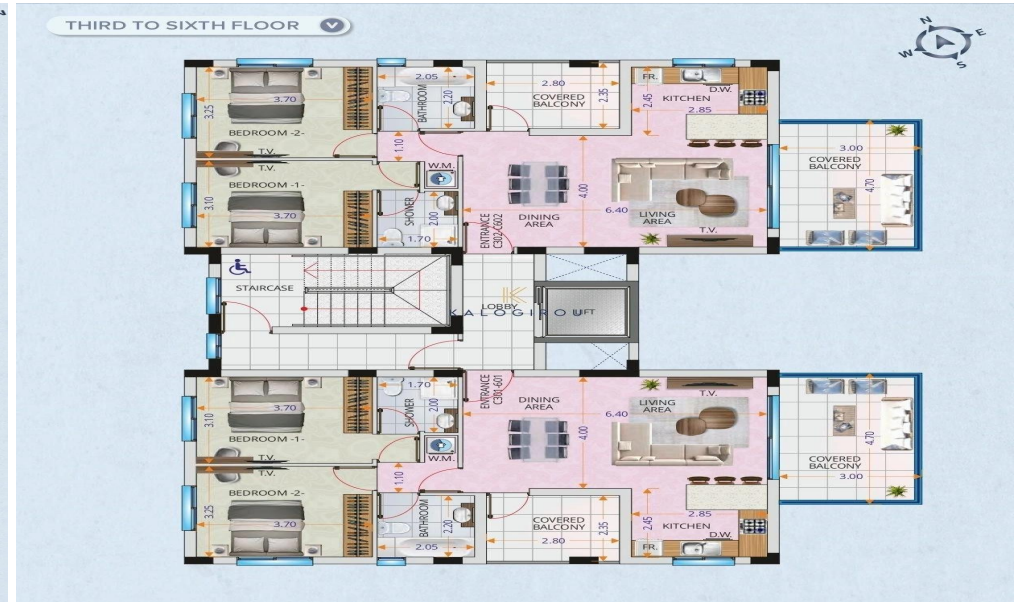 THIRD TO SIXTH FLOOR
N
E
W
S
2.05
2.80
FR.
D.W.
3.25
3.70
BATHROOM
2.20
COVERED
BALCONY
2.35
2.45
KITCHEN
2.85
BEDROOM -2-
T.V.
1.10
3.00
COVERED
BALCONY
4.70
T.V.
W.M.
BEDROOM -1-
3.10
3.70
SHOWER
2.00
1.70
ENTRANCE
C302-C602
DINING
AREA
4.00
6.40
LIVING
AREA
T.V.
STAIRCASE
LOBBY
KALOGIROU
LIFT
1.70
ENTRANCE
C301-601
DINING
AREA
LIVING
AREA
T.V.
3.10
3.70
SHOWER
2.00
4.00
6.40
4.70
BEDROOM -1-
T.V.
W.M.
COVERED
BALCONY
3.00
T.V.
1.10
BEDROOM -2-
3.25
3.70
BATHROOM
2.20
2.05
COVERED
BALCONY
2.80
2.35
2.45
2.85
KITCHEN
D.W.
FR.